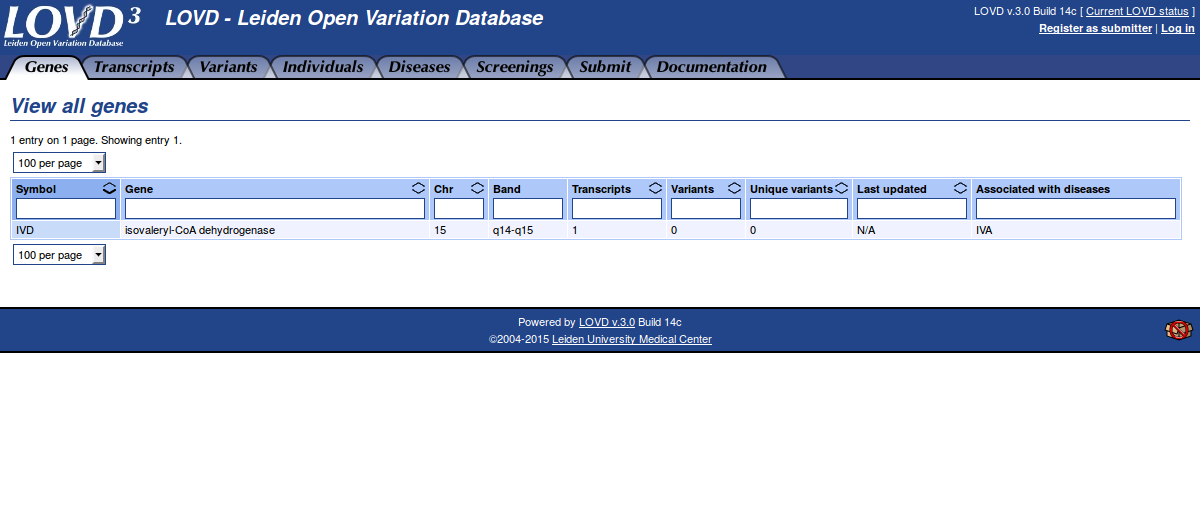 LOVD 3
Leiden Open Variation Database
LOVD - Leiden Open Variation Database
LOVD v.3.0 Build 14c [ Current LOVD status ]
Register as submitter | Log in
Genes Transcripts Variants Individuals Diseases Screenings Submit Documentation
View all genes
1 entry on 1 page. Showing entry 1.
100 per page
Symbol Gene Chr Band Transcripts Variants Unique variants Last updated Associated with diseases
IVD isovaleryl-CoA dehydrogenase 15 q14-q15 1 0 0 N/A IVA
100 per page
Powered by LOVD v.3.0 Build 14c
©2004-2015 Leiden University Medical Center